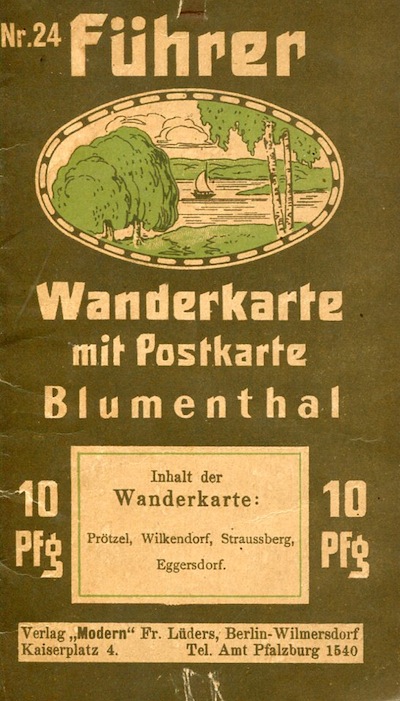 Nr.24 Führer
Wanderkarte
mit Postkarte
Blumenthal
10 Pfg
Inhalt der
Wanderkarte:
Prötzel, Wilkendorf, Straussberg,
Eggersdorf.
10 Pfg
Verlag „Modern" Fr. Lüders, Berlin-Wilmersdorf
Kaiserplatz 4. Tel. Amt Pfalzburg 1540